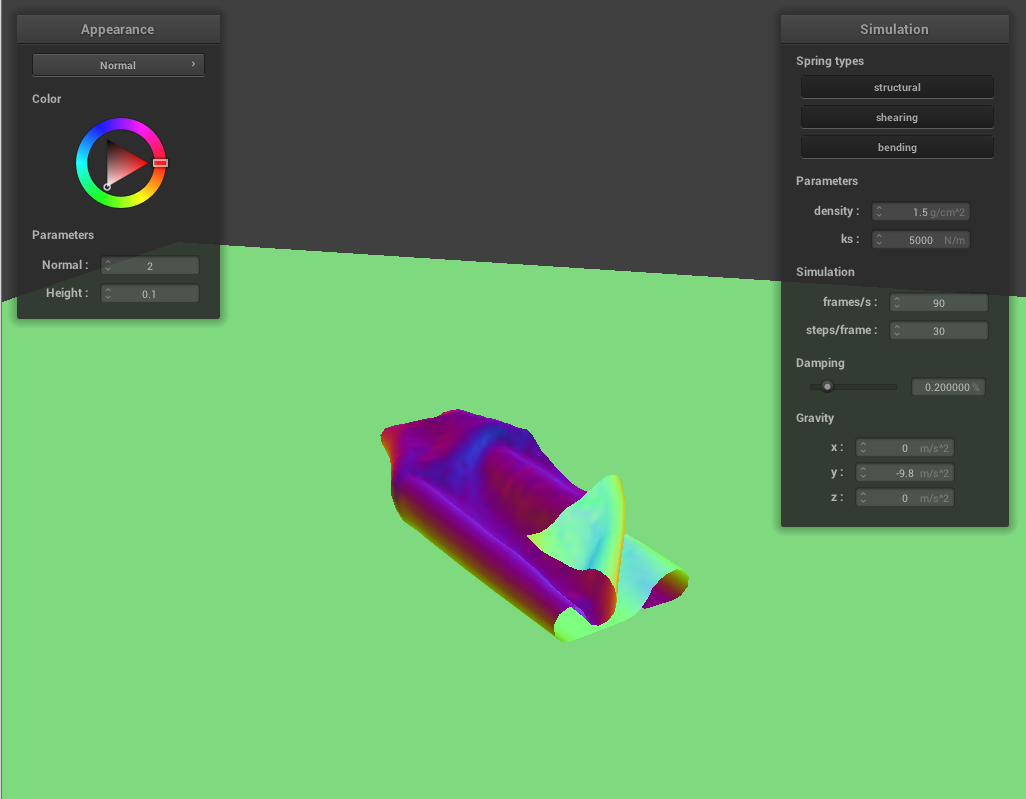 Appearance
Normal
Color
Parameters
Normal : 2
Height : 0.1
Simulation
Spring types
structural
shearing
bending
Parameters
density : 1.5 g/cm^2
ks : 5000 N/m
Simulation
frames/s : 90
steps/frame : 30
Damping
0.200000 %
Gravity
x : 0 m/s^2
y : -9.8 m/s^2
z : 0 m/s^2